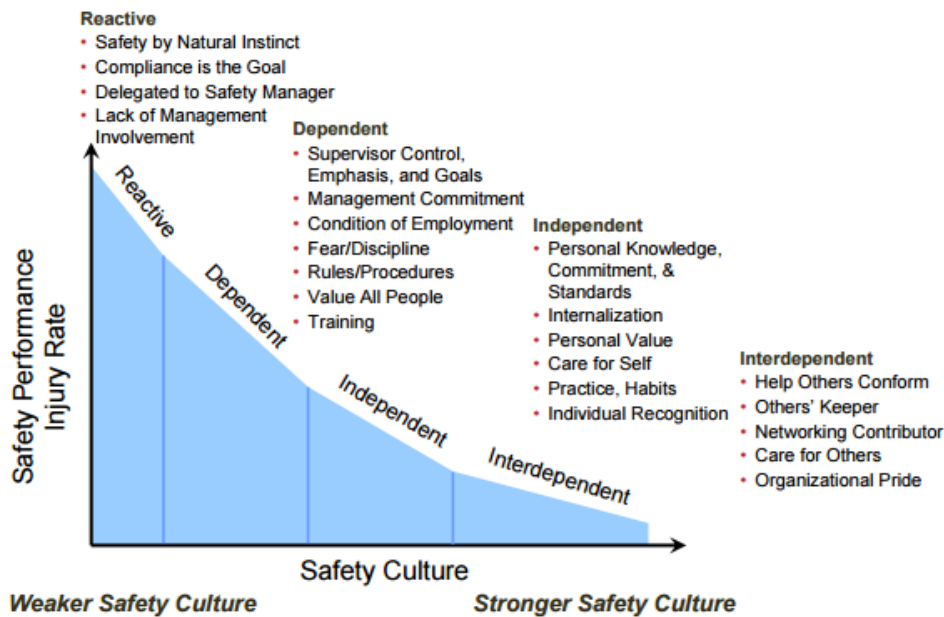 Reactive
• Safety by Natural Instinct
• Compliance is the Goal
• Delegated to Safety Manager
• Lack of Management
Involvement
Dependent
• Supervisor Control,
Emphasis, and Goals
• Management Commitment
• Condition of Employment
• Fear/Discipline
• Rules/Procedures
• Value All People
• Training
Independent
• Personal Knowledge,
Commitment, &
Standards
• Internalization
• Personal Value
• Care for Self
• Practice, Habits
• Individual Recognition
Interdependent
• Help Others Conform
• Others' Keeper
• Networking Contributor
• Care for Others
• Organizational Pride
Reactive
Dependent
Independent
Interdependent
Safety Performance
Injury Rate
Safety Culture
Weaker Safety Culture
Stronger Safety Culture